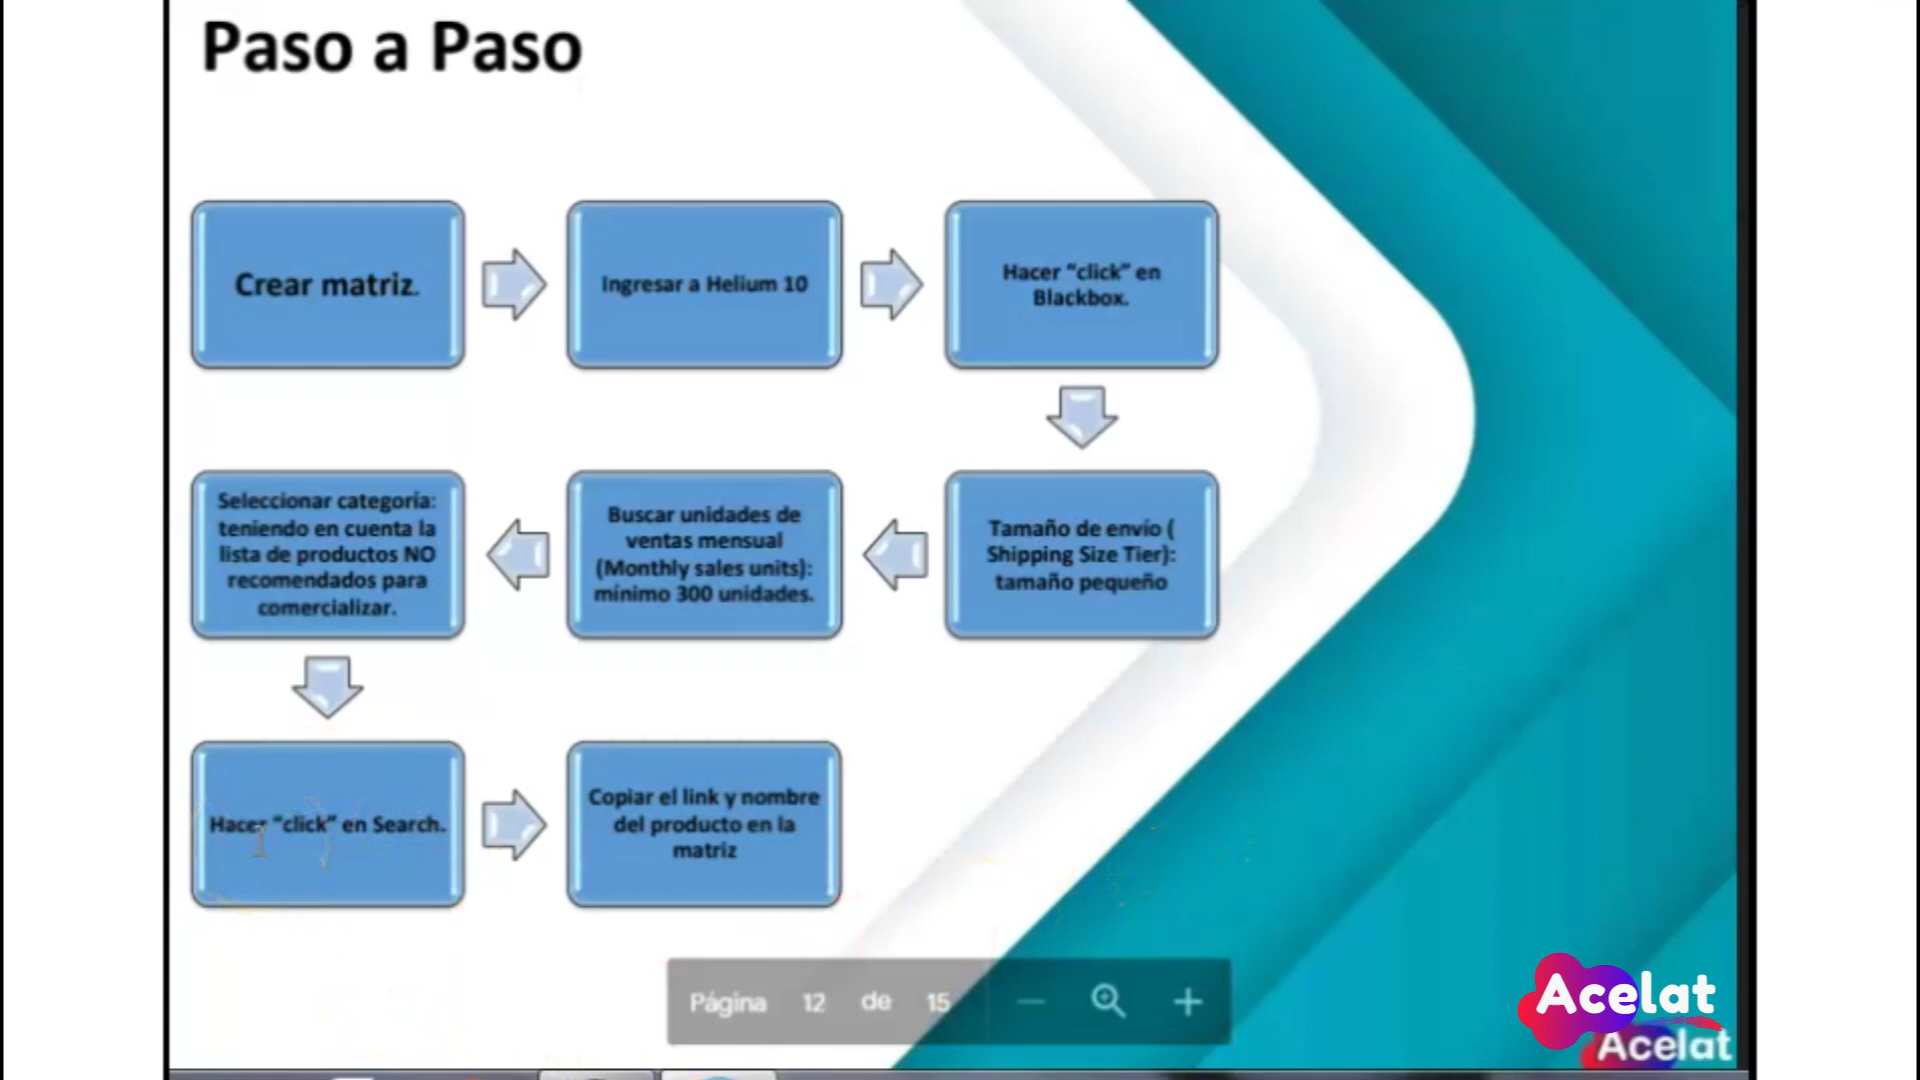 Paso a Paso
Crear matriz.
Ingresar a Helium 10
Hacer “click” en
Blackbox.
Tamaño de envío (
Shipping Size Tier):
tamaño pequeño
Buscar unidades de
ventas mensual
(Monthly sales units):
mínimo 300 unidades.
Seleccionar categoría:
teniendo en cuenta la
lista de productos NO
recomendados para
comercializar.
Hacer “click” en Search.
Copiar el link y nombre
del producto en la
matriz
Página 12 de 15
Acelat
Acelat